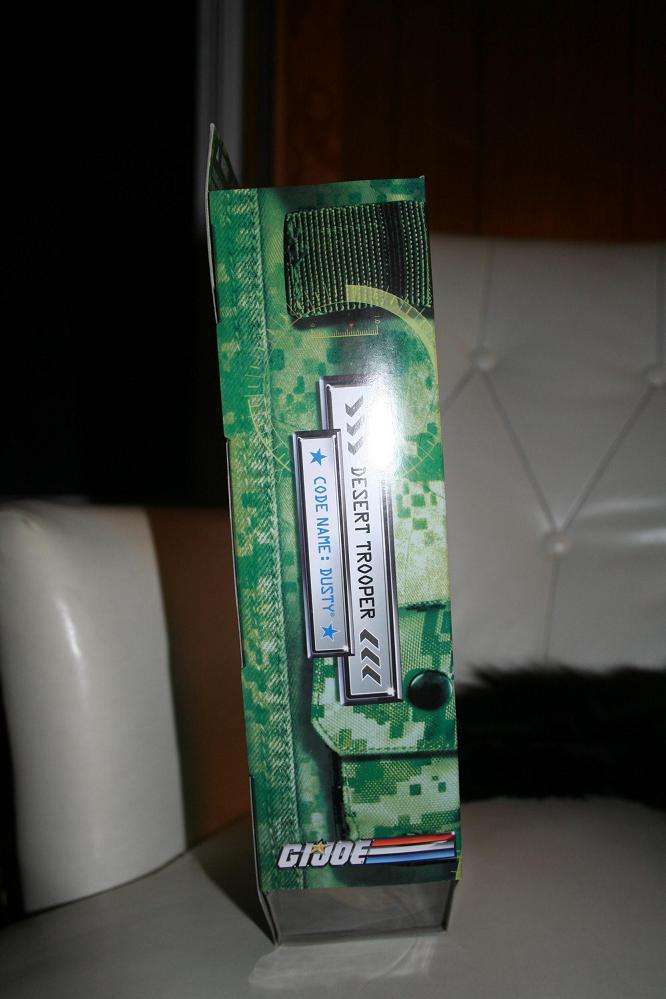 DESERT TROOPER
CODE NAME: DUSTY®
GI JOE